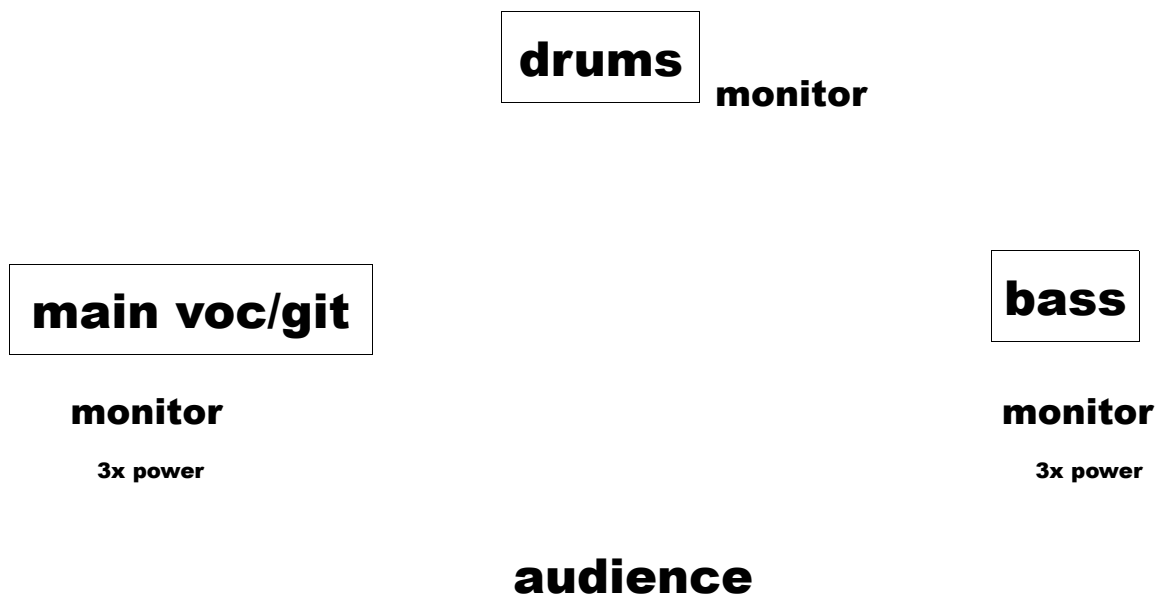 drums
monitor
main voc/git
bass
monitor
monitor
3x power
3x power
audience